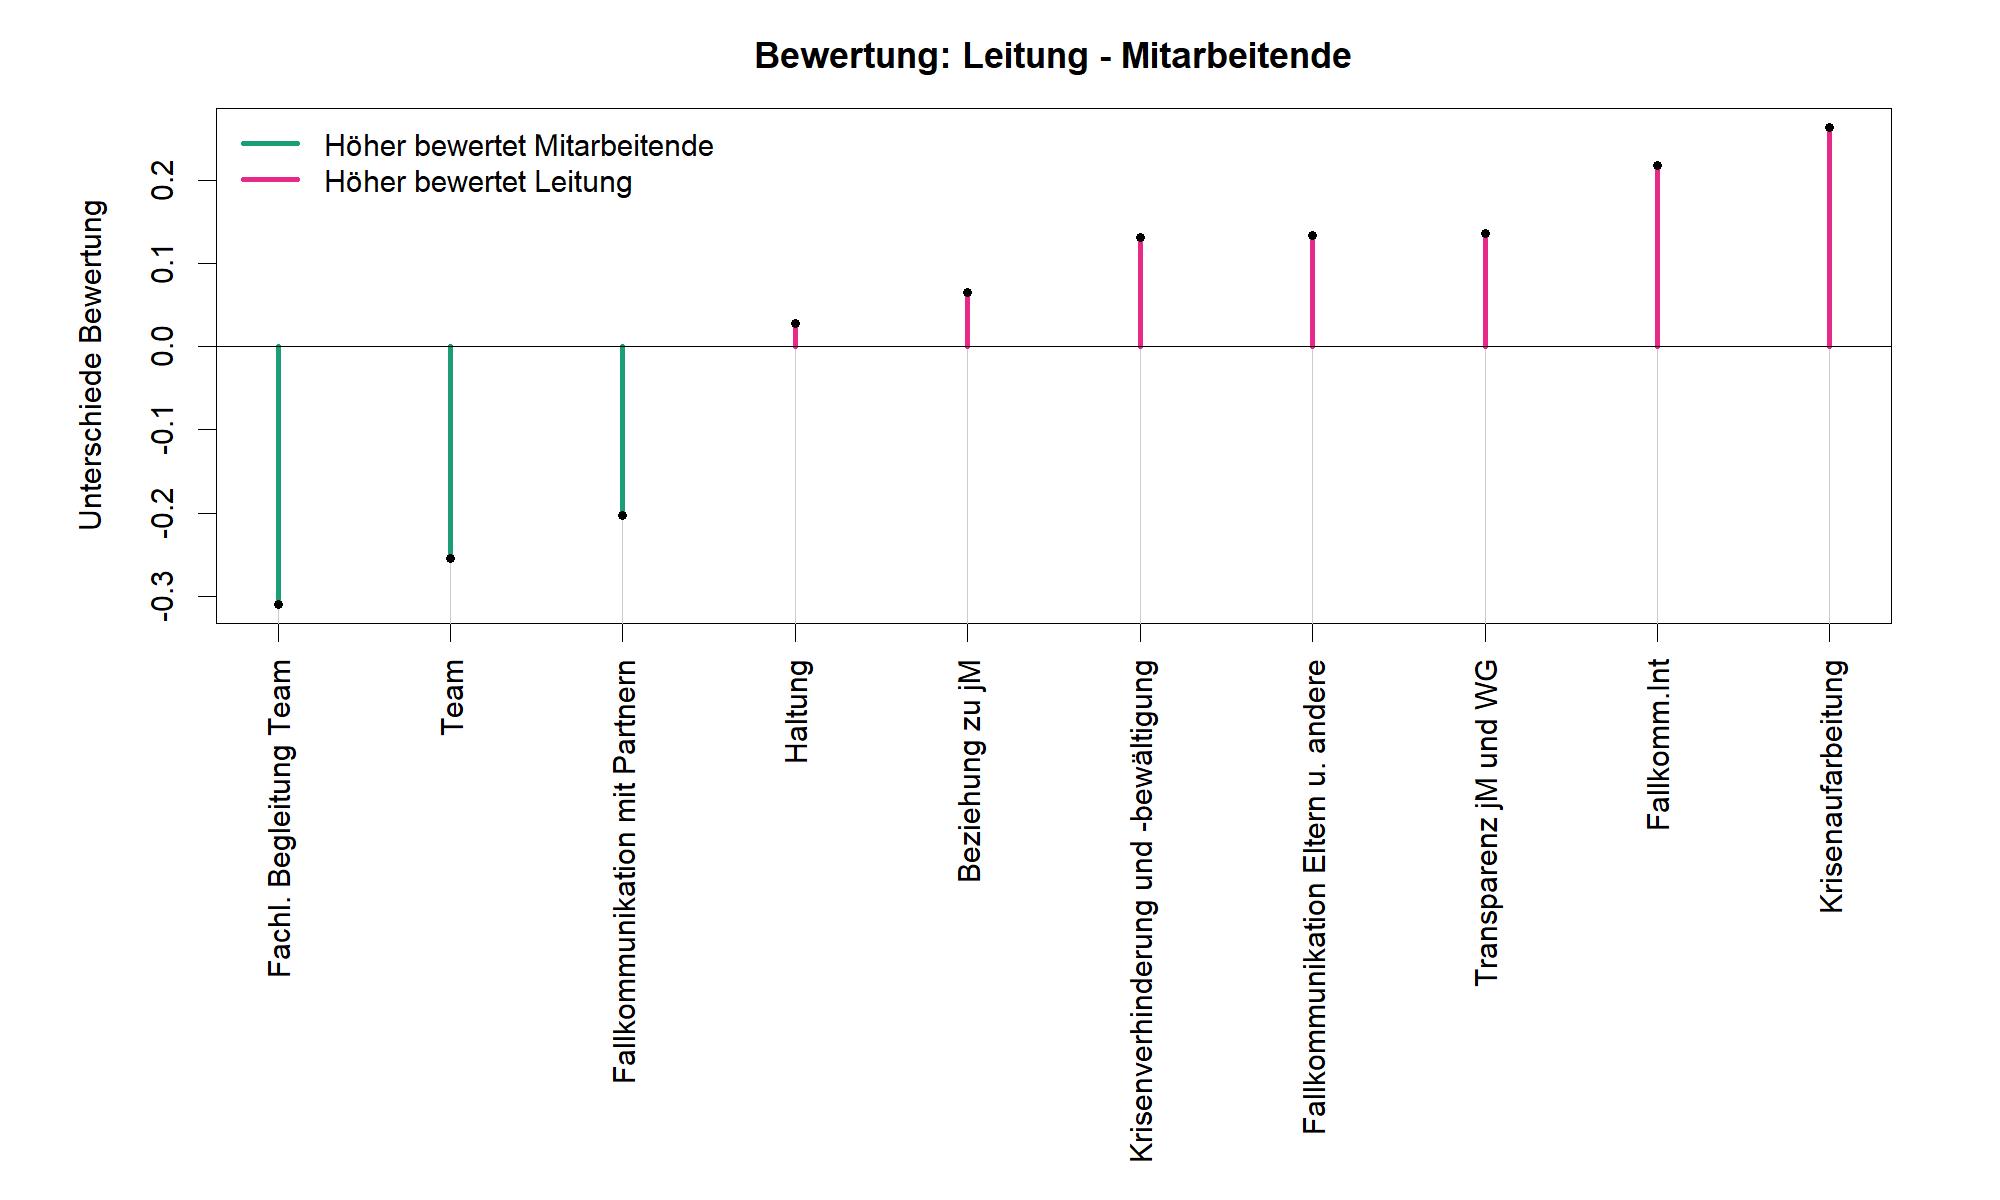 Bewertung: Leitung - Mitarbeitende
Höher bewertet Mitarbeitende
Höher bewertet Leitung
Unterschiede Bewertung
0.2
0.1
0.0
-0.1
-0.2
-0.3
Fachl. Begleitung Team
Team
Fallkommunikation mit Partnern
Haltung
Beziehung zu jM
Krisenverhinderung und -bewältigung
Fallkommunikation Eltern u. andere
Transparenz jM und WG
Fallkomm.Int
Krisenaufarbeitung